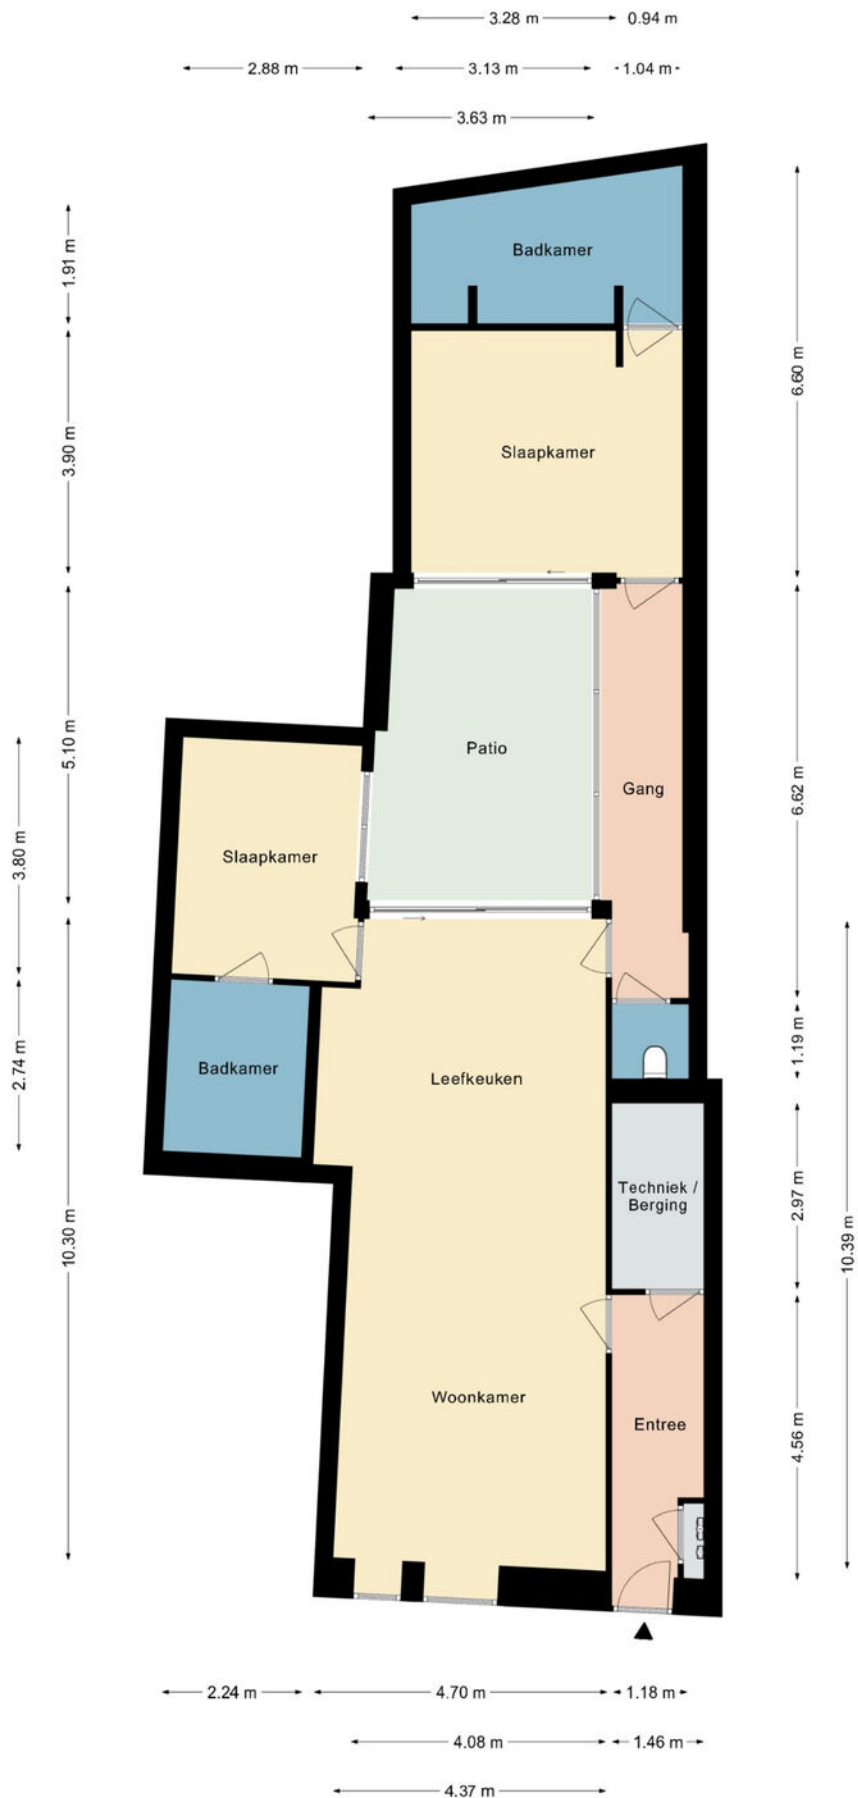 3.28 m 0.94 m
2.88 m 3.13 m 1.04 m
3.63 m
1.91 m
Badkamer
6.60 m
3.90 m
Slaapkamer
5.10 m
Patio
Gang
6.62 m
3.80 m
Slaapkamer
2.74 m
Badkamer
Leefkeuken
1.19 m
Techniek /
Berging
2.97 m
10.30 m
10.39 m
Woonkamer
Entree
4.56 m
2.24 m 4.70 m 1.18 m
4.08 m 1.46 m
4.37 m